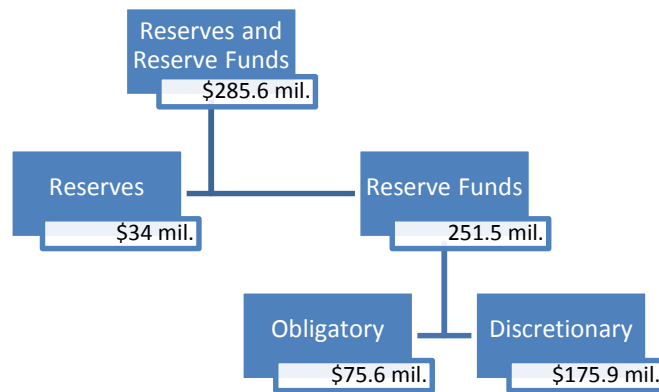 Reserves and
Reserve Funds
$285.6 mil.
Reserves
$34 mil.
Reserve Funds
251.5 mil.
Obligatory
$75.6 mil.
Discretionary
$175.9 mil.